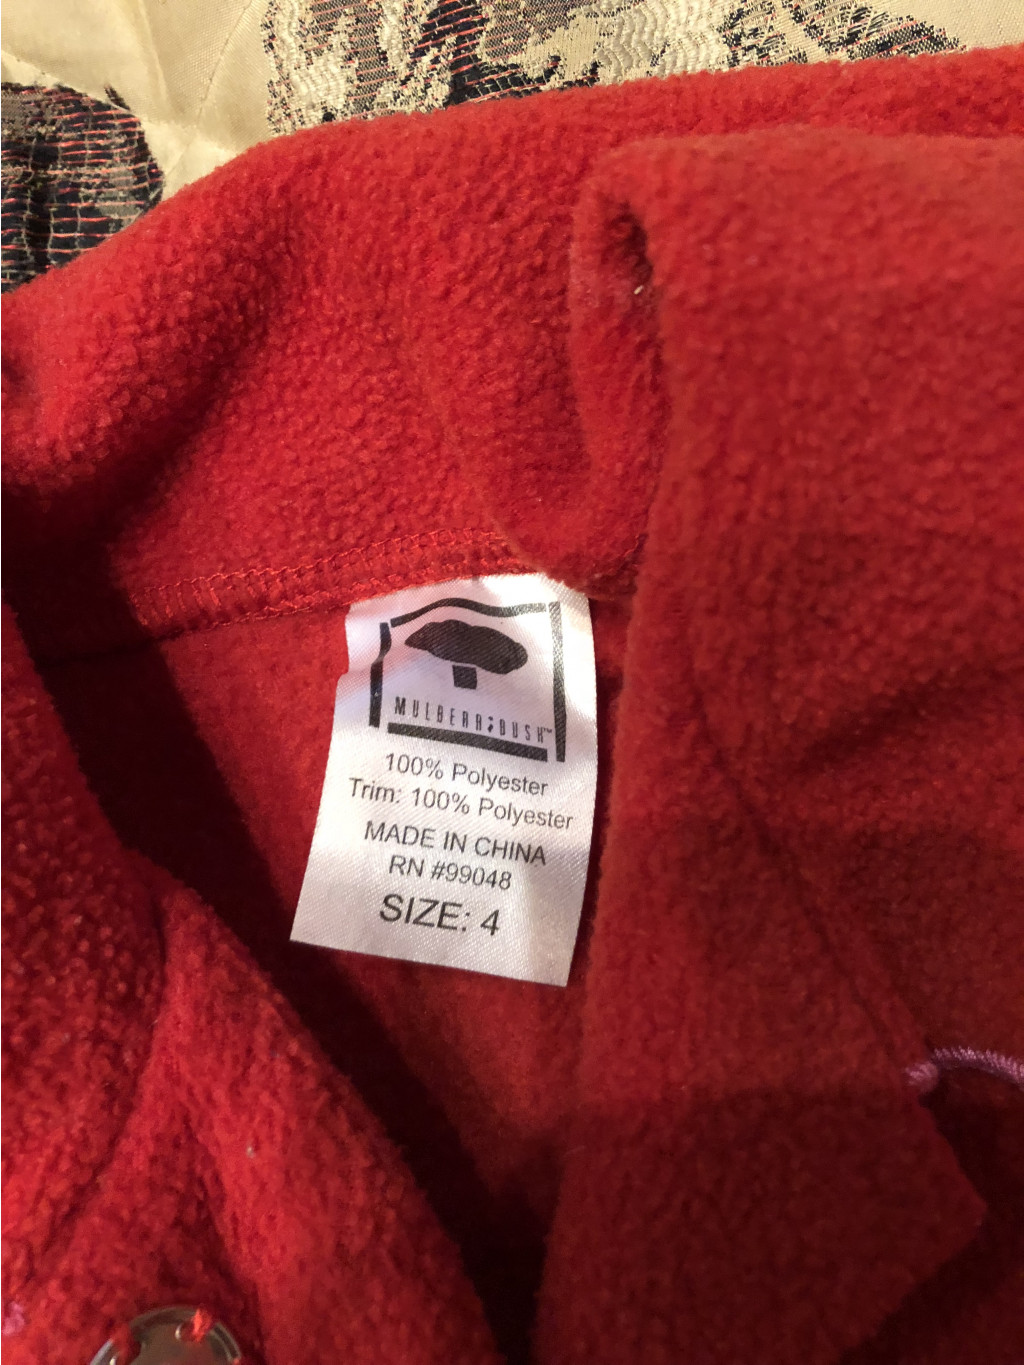 MULBERRIBUSH™
100% Polyester
Trim: 100% Polyester
MADE IN CHINA
RN #99048
SIZE: 4